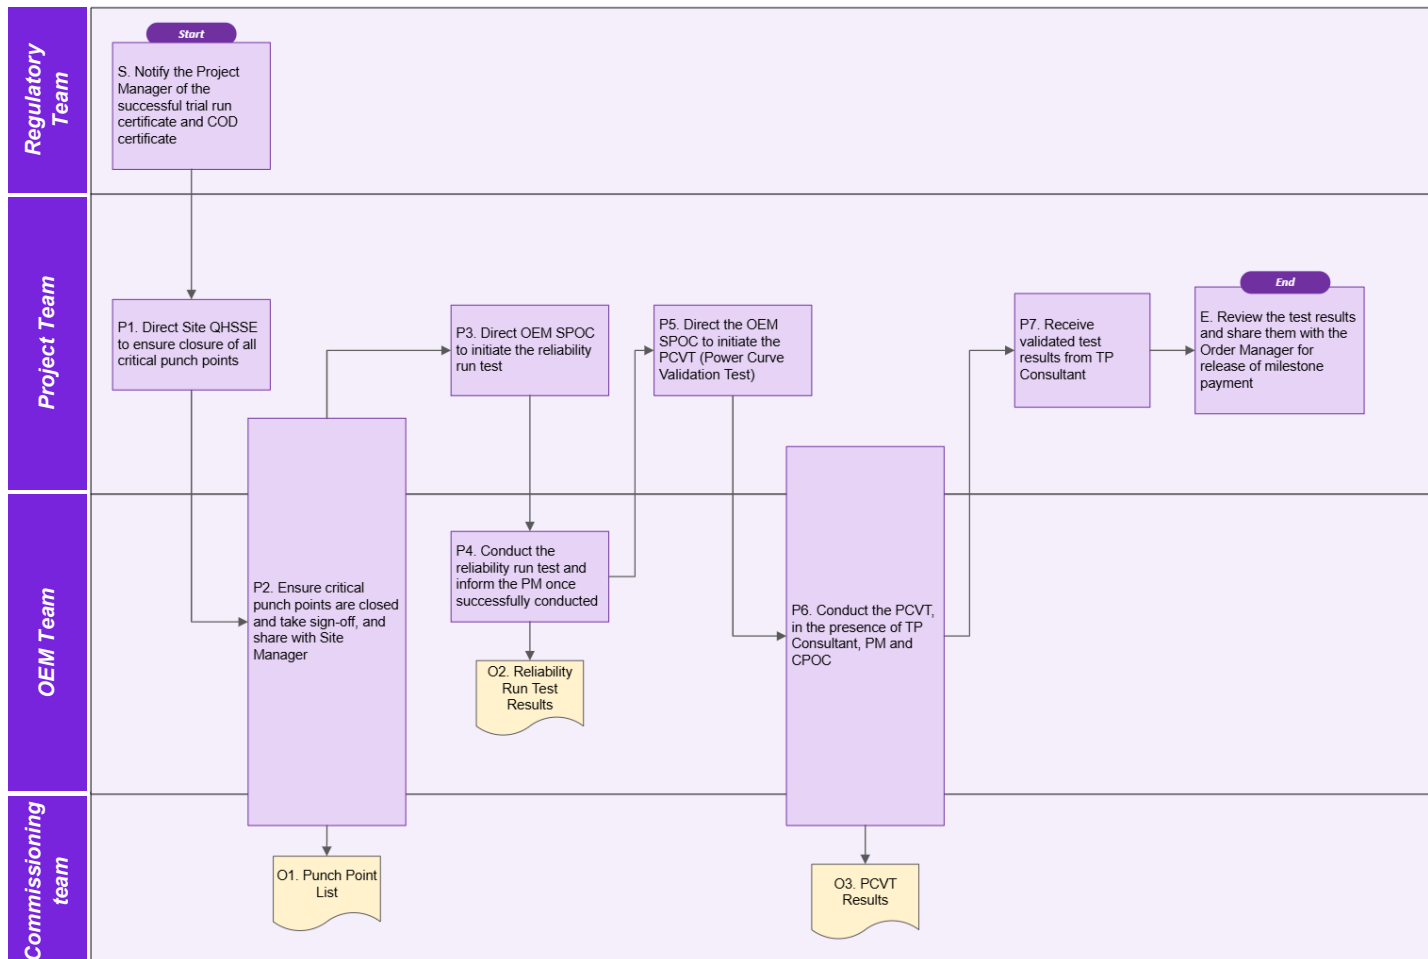 Regulatory
Team
Start
S. Notify the Project
Manager of the
successful trial run
certificate and COD
certificate
Project Team
P1. Direct Site QHSSE
to ensure closure of all
critical punch points
P3. Direct OEM SPOC
to initiate the reliability
run test
P5. Direct the OEM
SPOC to initiate the
PCVT (Power Curve
Validation Test)
P7. Receive
validated test
results from TP
Consultant
End
E. Review the test results
and share them with the
Order Manager for
release of milestone
payment
OEM Team
P2. Ensure critical
punch points are closed
and take sign-off, and
share with Site
Manager
P4. Conduct the
reliability run test and
inform the PM once
successfully conducted
O2. Reliability
Run Test
Results
P6. Conduct the PCVT,
in the presence of TP
Consultant, PM and
CPOC
Commissioning
team
O1. Punch Point
List
O3. PCVT
Results